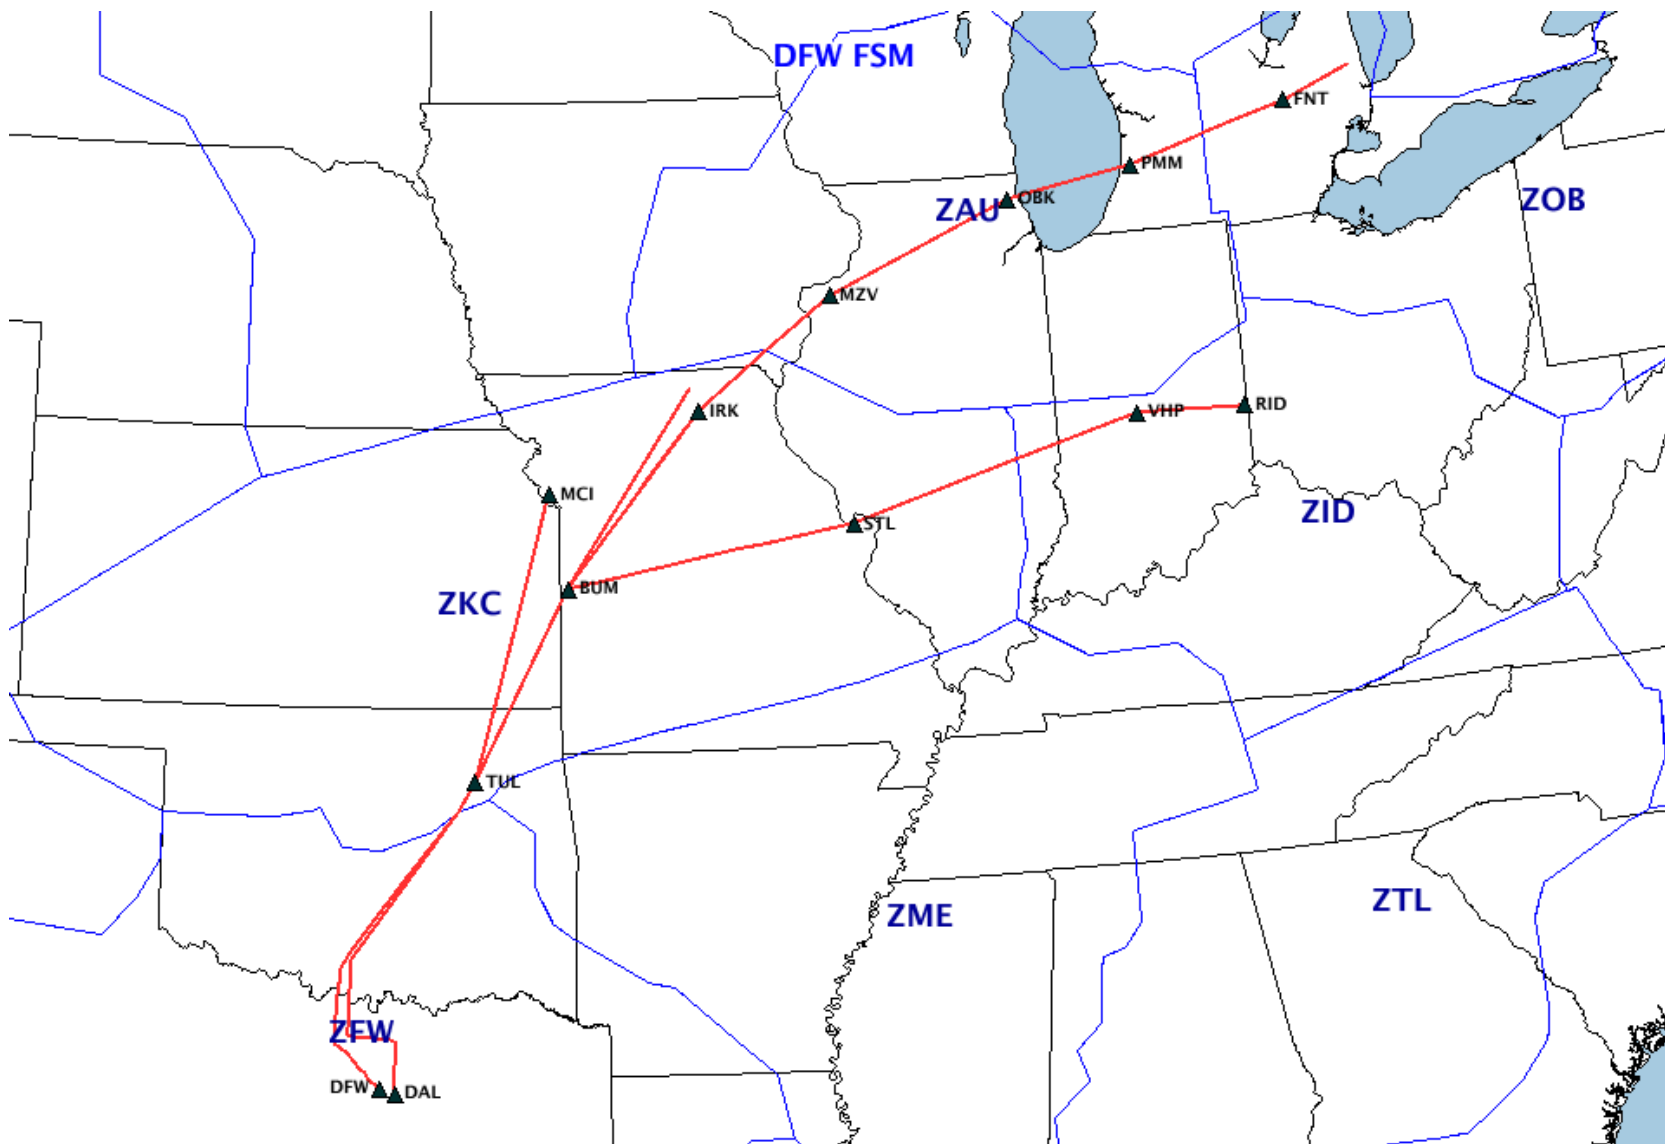 DFW FSM
FNT
PMM
OBK
ZAU
ZOB
MZV
IRK
VHP
RID
MCI
STL
ZID
BUM
ZKC
TUL
ZME
ZTL
ZFW
DFW
DAL